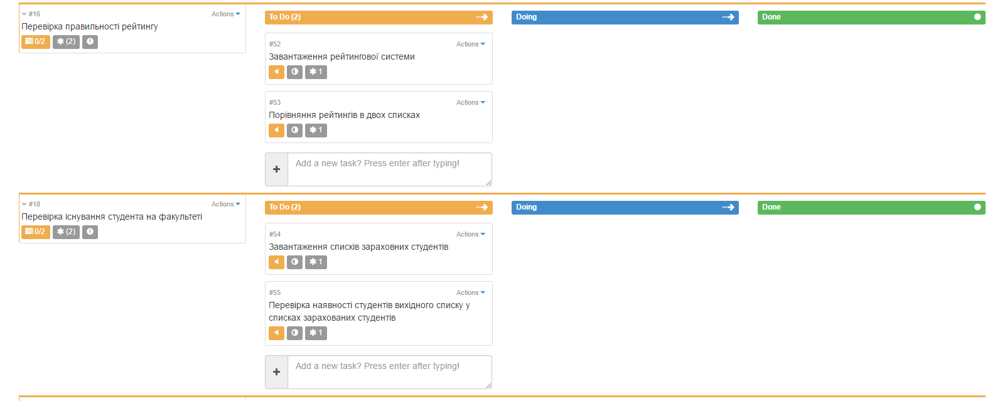 #16 Actions
Перевірка правильності рейтингу
0/2 (2)
To Do (2)
Doing
Done
#52 Actions
Завантаження рейтингової системи
1
#53 Actions
Порівняння рейтингів в двох списках
1
Add a new task? Press enter after typing!
#18 Actions
Перевірка існування студента на факультеті
0/2 (2)
To Do (2)
Doing
Done
#54 Actions
Завантаження списків зараховних студентів
1
#55 Actions
Перевірка наявності студентів вихідного списку у
списках зарахованих студентів
1
Add a new task? Press enter after typing!